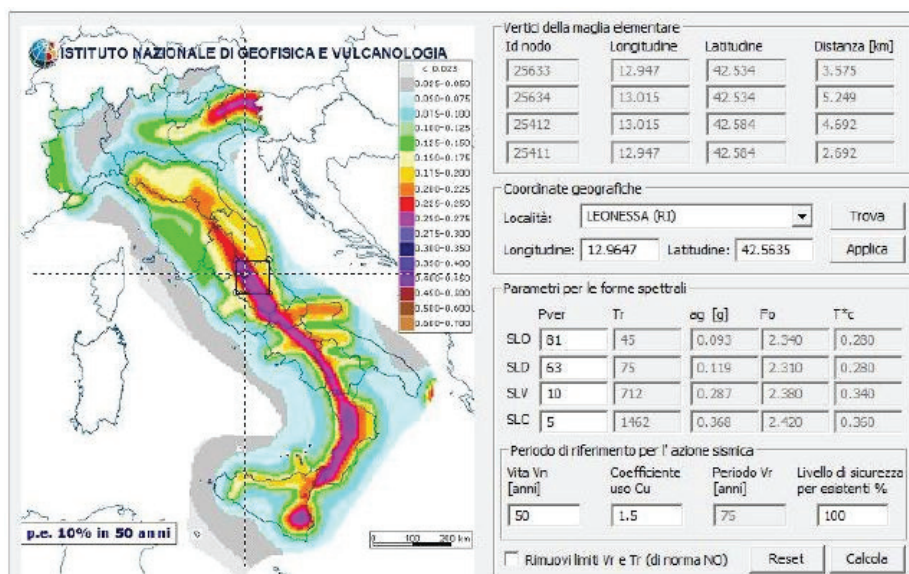 ISTITUTO NAZIONALE DI GEOFISICA E VULCANOLOGIA
< 0.025
0.025-0.050
0.050-0.075
0.075-0.100
0.100-0.125
0.125-0.150
0.150-0.175
0.175-0.200
0.200-0.225
0.225-0.250
0.250-0.275
0.275-0.300
0.300-0.350
0.350-0.400
0.400-0.450
0.450-0.500
0.500-0.600
0.600-0.700
p.e. 10% in 50 anni
0 100 200 km
Vertici della maglia elementare
Id nodo Longitudine Latitudine Distanza [km]
25633 12.947 42.534 3.575
25634 13.015 42.534 5.249
25412 13.015 42.584 4.692
25411 12.947 42.584 2.692
Coordinate geografiche
Località: LEONESSA (RI) Trova
Longitudine: 12.9647 Latitudine: 42.5635 Applica
Parametri per le forme spettrali
Pver Tr ag [g] Fo T*c
SLO 81 45 0.093 2.340 0.280
SLD 63 75 0.119 2.310 0.280
SLV 10 712 0.287 2.380 0.340
SLC 5 1462 0.368 2.420 0.360
Periodo di riferimento per l'azione sismica
Vita Vn Coefficiente Periodo Vr Livello di sicurezza
[anni] uso Cu [anni] per esistenti %
50 1.5 75 100
Rimuovi limiti Vr e Tr (di norma NO) Reset Calcola